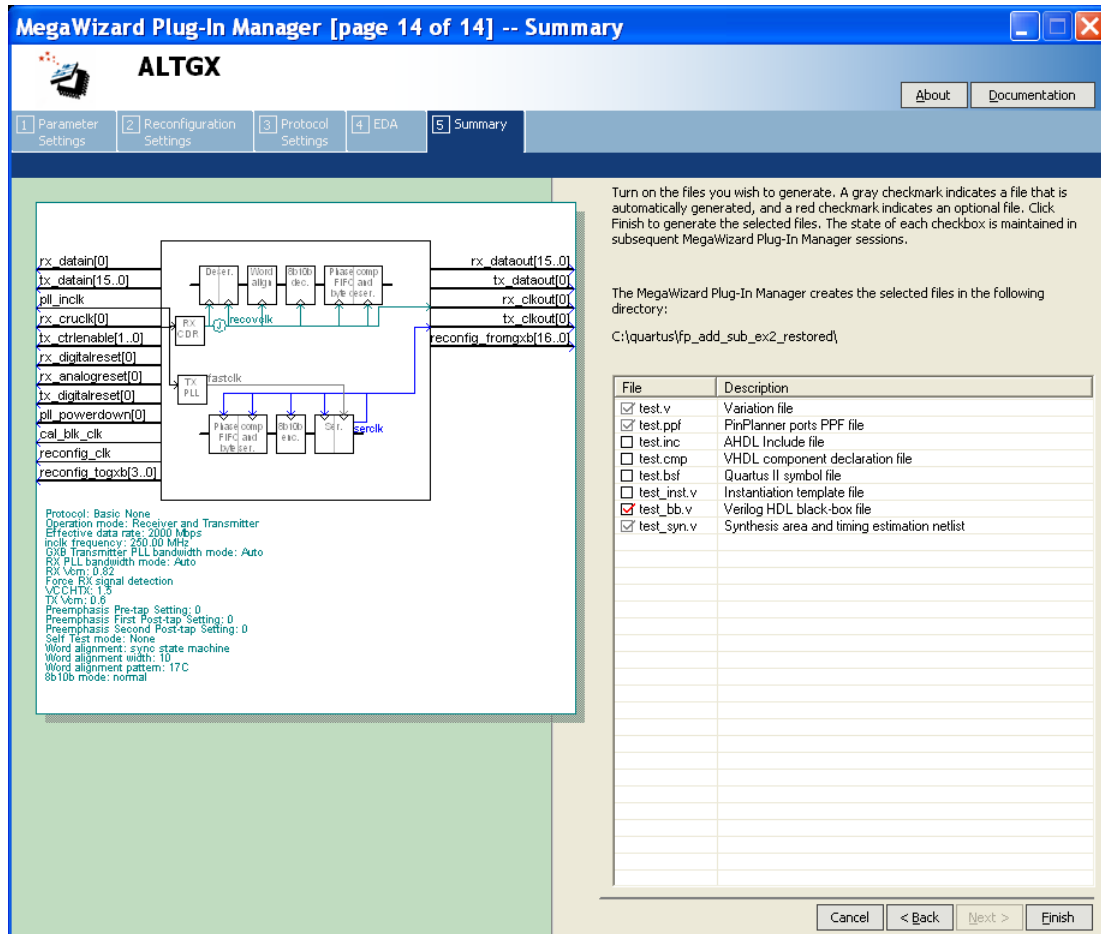 MegaWizard Plug-In Manager [page 14 of 14] -- Summary
ALTGX
About
Documentation
1 Parameter Settings
2 Reconfiguration Settings
3 Protocol Settings
4 EDA
5 Summary
Turn on the files you wish to generate. A gray checkmark indicates a file that is
automatically generated, and a red checkmark indicates an optional file. Click
Finish to generate the selected files. The state of each checkbox is maintained in
subsequent MegaWizard Plug-In Manager sessions.
The MegaWizard Plug-In Manager creates the selected files in the following
directory:
C:\quartus\fp_add_sub_ex2_restored\
File Description
test.v Variation file
test.ppf PinPlanner ports PPF file
test.inc AHDL Include file
test.cmp VHDL component declaration file
test.bsf Quartus II symbol file
test_inst.v Instantiation template file
test_bb.v Verilog HDL black-box file
test_syn.v Synthesis area and timing estimation netlist
rx_datain[0]
tx_datain[15..0]
pll_inclk
rx_cruclk[0]
tx_ctrlenable[1..0]
rx_digitalreset[0]
rx_analogreset[0]
tx_digitalreset[0]
pll_powerdown[0]
cal_blk_clk
reconfig_clk
reconfig_togxb[3..0]
Deser.
Word
align
8b10b
dec.
Phase comp
FIFO and
byte deser.
RX
CDR
recovclk
TX
PLL
fastclk
Phase comp
FIFO and
byte ser.
8b10b
enc.
Ser.
serclk
rx_dataout[15..0]
tx_dataout[0]
rx_clkout[0]
tx_clkout[0]
reconfig_fromgxb[16..0]
Protocol: Basic None
Operation mode: Receiver and Transmitter
Effective data rate: 2000 Mbps
inclk frequency: 250.00 MHz
GXB Transmitter PLL bandwidth mode: Auto
RX PLL bandwidth mode: Auto
RX Vcm: 0.82
Force RX signal detection
VCCHTX: 1.5
TX Vcm: 0.6
Preemphasis Pre-tap Setting: 0
Preemphasis First Post-tap Setting: 0
Preemphasis Second Post-tap Setting: 0
Self Test mode: None
Word alignment: sync state machine
Word alignment width: 10
Word alignment pattern: 17C
8b10b mode: normal
Cancel
< Back
Next >
Finish